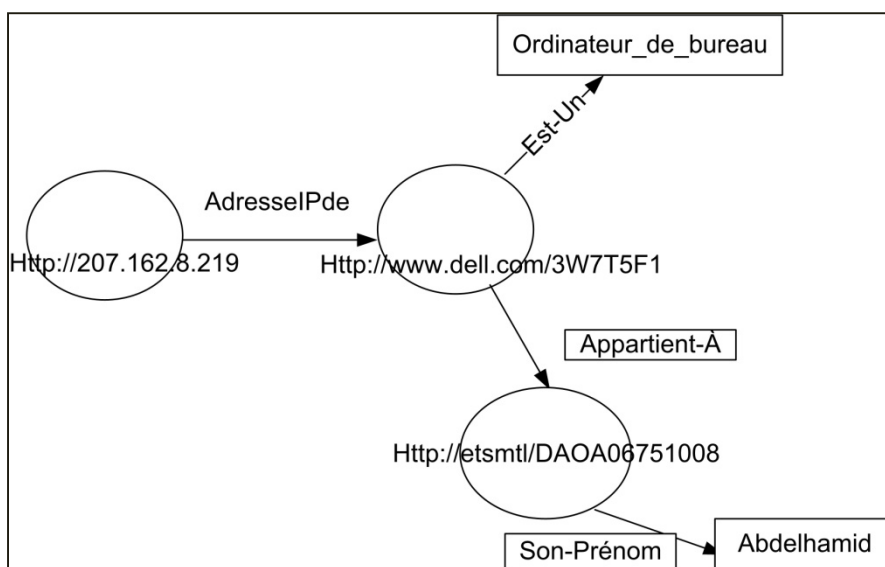 Ordinateur_de_bureau
Est-Un
AdresseIPde
Http://207.162.8.219
Http://www.dell.com/3W7T5F1
Appartient-À
Http://etsmtl/DAOA06751008
Son-Prénom
Abdelhamid